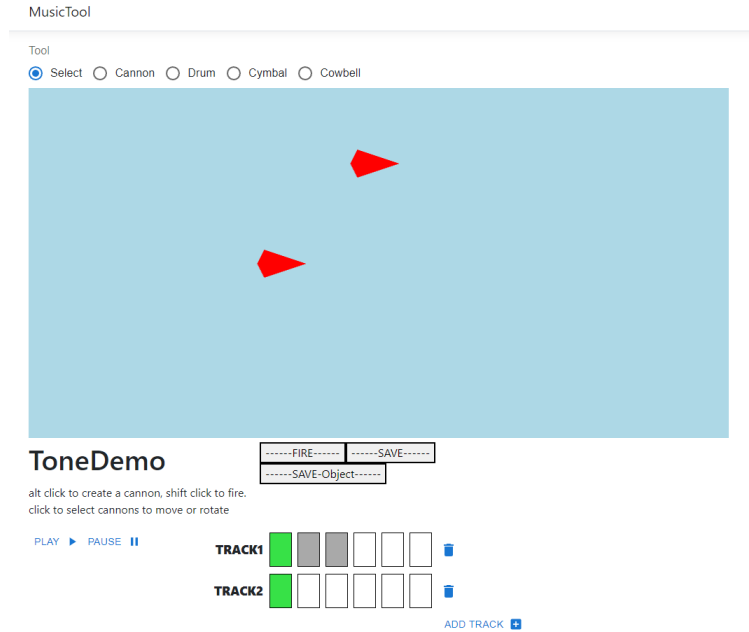 MusicTool
Tool
Select Cannon Drum Cymbal Cowbell
ToneDemo
------FIRE------ ------SAVE------
------SAVE-Object------
alt click to create a cannon, shift click to fire.
click to select cannons to move or rotate
PLAY PAUSE
TRACK1
TRACK2
ADD TRACK